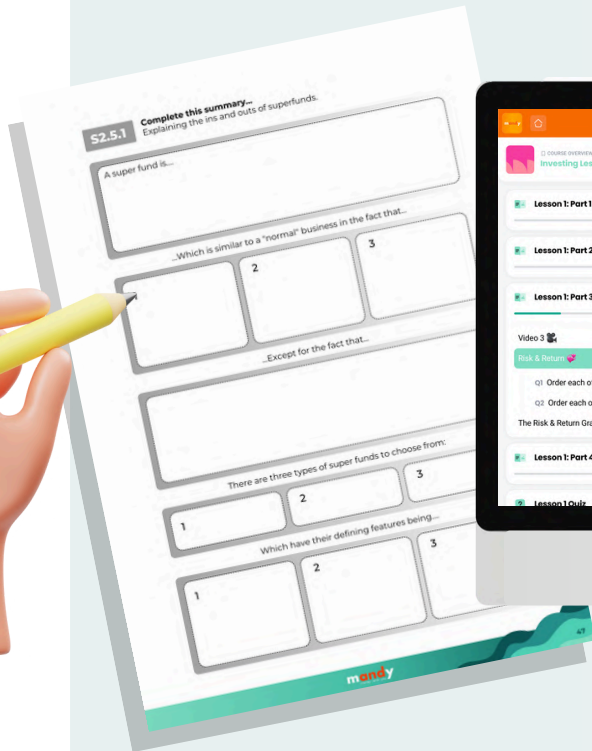 S2.5.1
Complete this summary...
Explaining the ins and outs of superfunds.
A super fund is...
...Which is similar to a "normal" business in the fact that...
1
2
3
...Except for the fact that...
There are three types of super funds to choose from:
1
2
3
Which have their defining features being...
1
2
3
mandy
47
COURSE OVERVIEW
Investing Les
Lesson 1: Part 1
Lesson 1: Part 2
Lesson 1: Part 3
Video 3
Risk & Return
Q1 Order each o
Q2 Order each o
The Risk & Return Gra
Lesson 1: Part 4
Lesson 1 Quiz